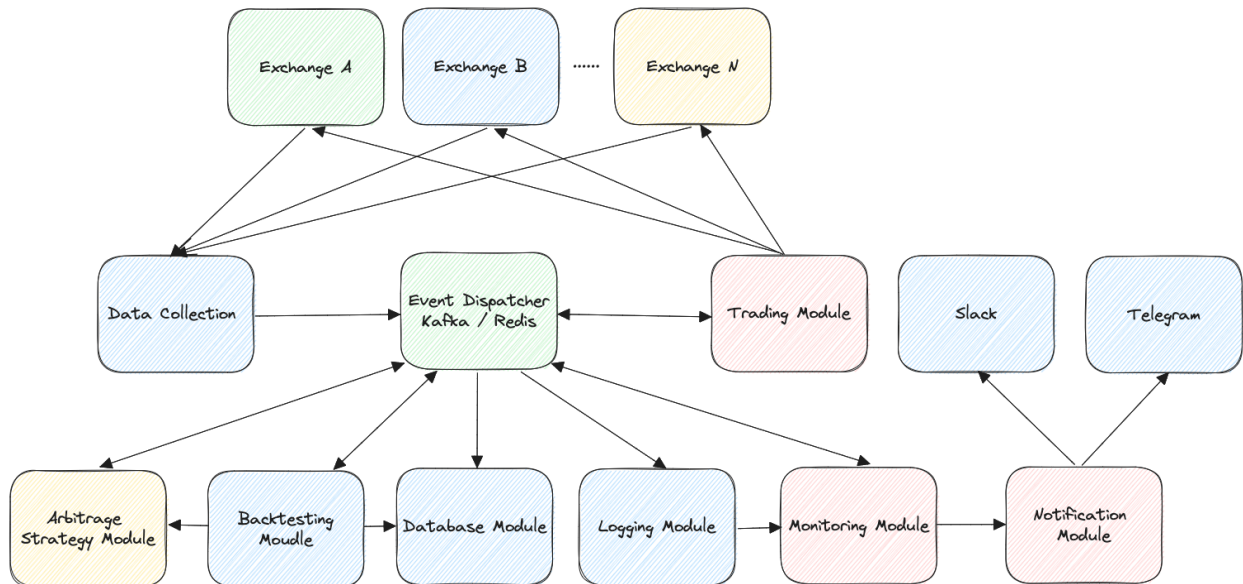 Exchange A
Exchange B
......
Exchange N
Data Collection
Event Dispatcher
Kafka / Redis
Trading Module
Slack
Telegram
Arbitrage
Strategy Module
Backtesting
Moudle
Database Module
Logging Module
Monitoring Module
Notification
Module